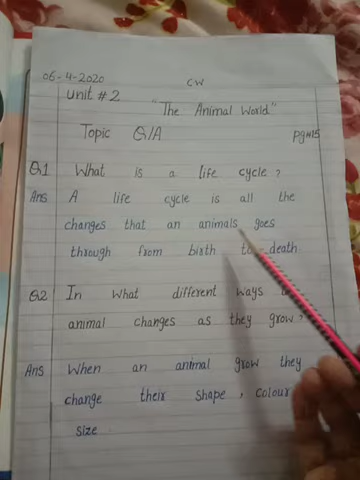 06-4-2020
CW
Unit # 2
"The Animal World"
Topic Q/A
pg#15
Q1 What is a life cycle ?
Ans A life cycle is all the
changes that an animals goes
through from birth to death
Q2 In what different ways
animal changes as they grow ?
Ans When an animal grow they
change their shape , colour
size